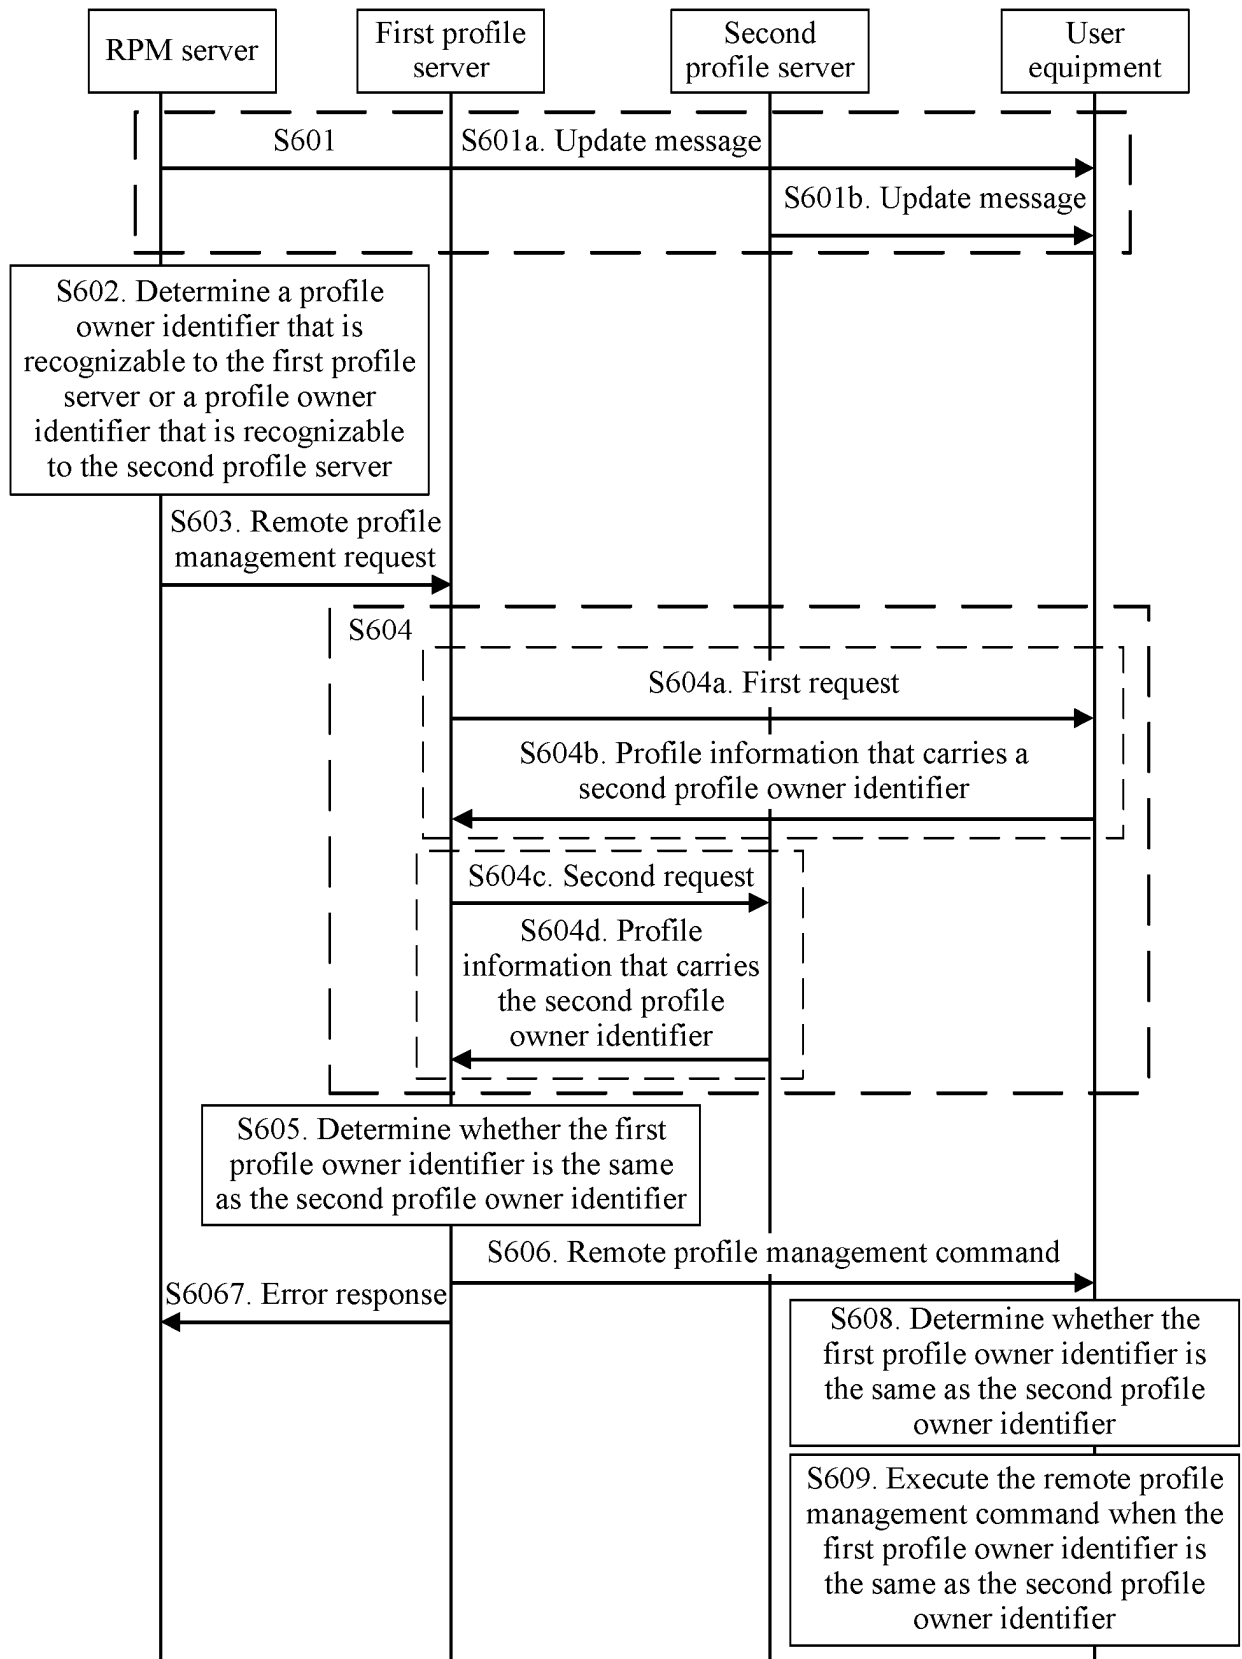 RPM server
First profile
server
Second
profile server
User
equipment
S601
S601a. Update message
S601b. Update message
S602. Determine a profile
owner identifier that is
recognizable to the first profile
server or a profile owner
identifier that is recognizable
to the second profile server
S603. Remote profile
management request
S604
S604a. First request
S604b. Profile information that carries a
second profile owner identifier
S604c. Second request
S604d. Profile
information that carries
the second profile
owner identifier
S605. Determine whether the first
profile owner identifier is the same
as the second profile owner identifier
S606. Remote profile management command
S6067. Error response
S608. Determine whether the
first profile owner identifier is
the same as the second profile
owner identifier
S609. Execute the remote profile
management command when the
first profile owner identifier is
the same as the second profile
owner identifier